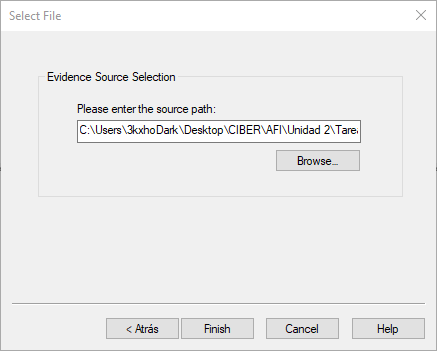 Select File
Evidence Source Selection
Please enter the source path:
C:\Users\3kxhoDark\Desktop\CIBER\AFI\Unidad 2\Tarea
Browse...
< Atrás
Finish
Cancel
Help